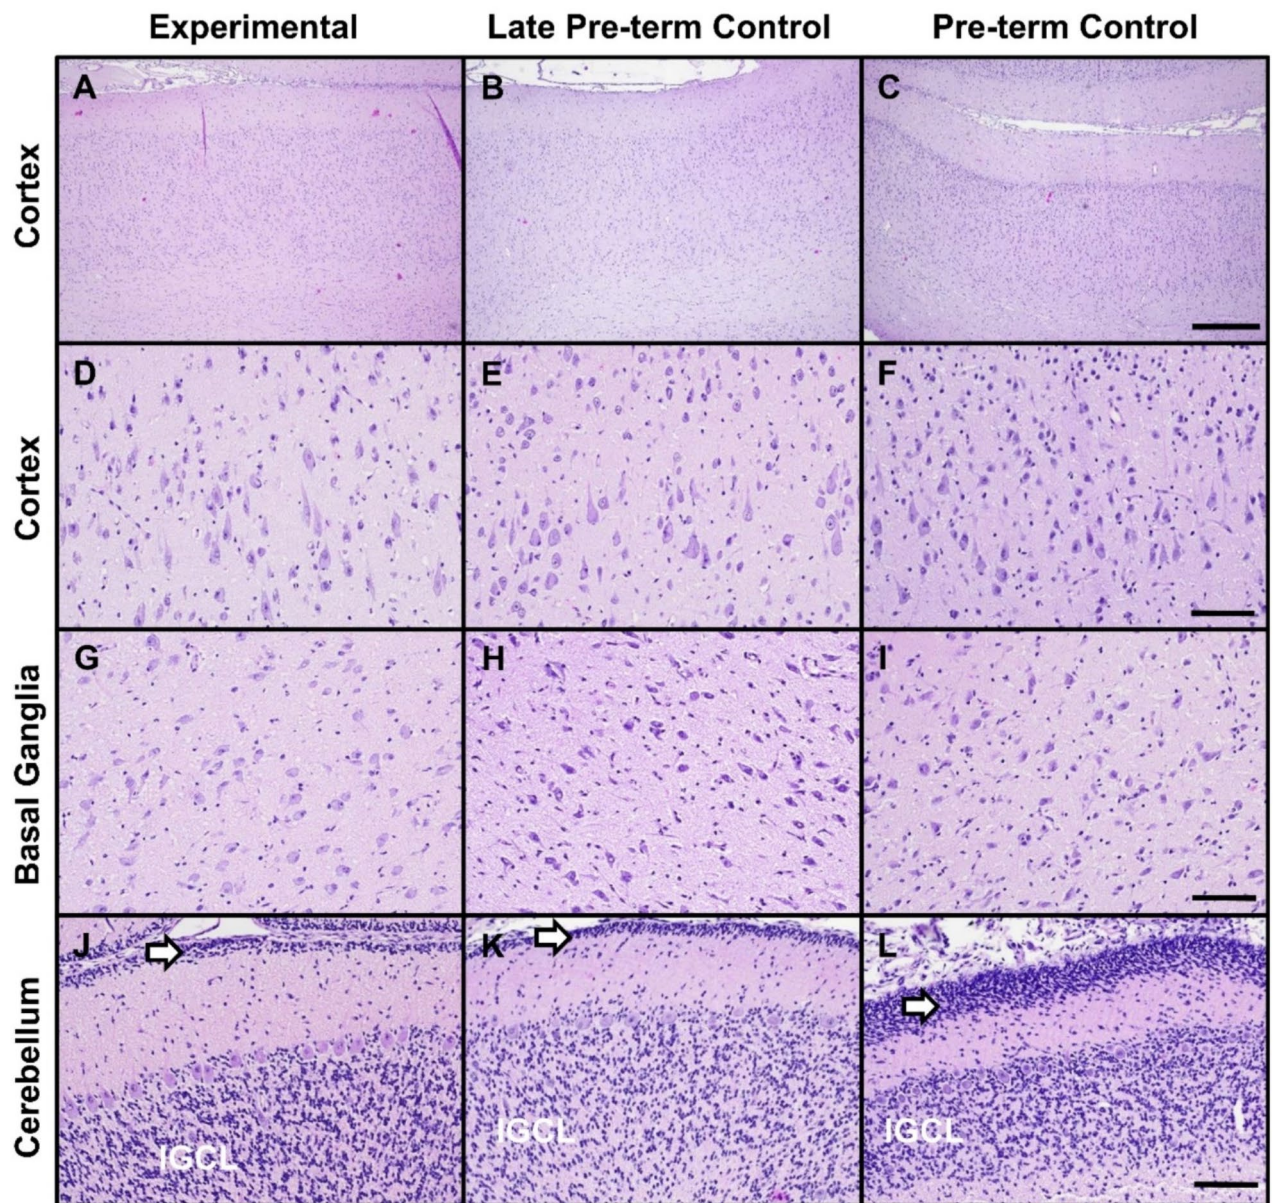 Experimental Late Pre-term Control Pre-term Control
Cortex
A B C
Cortex
D E F
Basal Ganglia
G H I
Cerebellum
J K L
IGCL IGCL IGCL